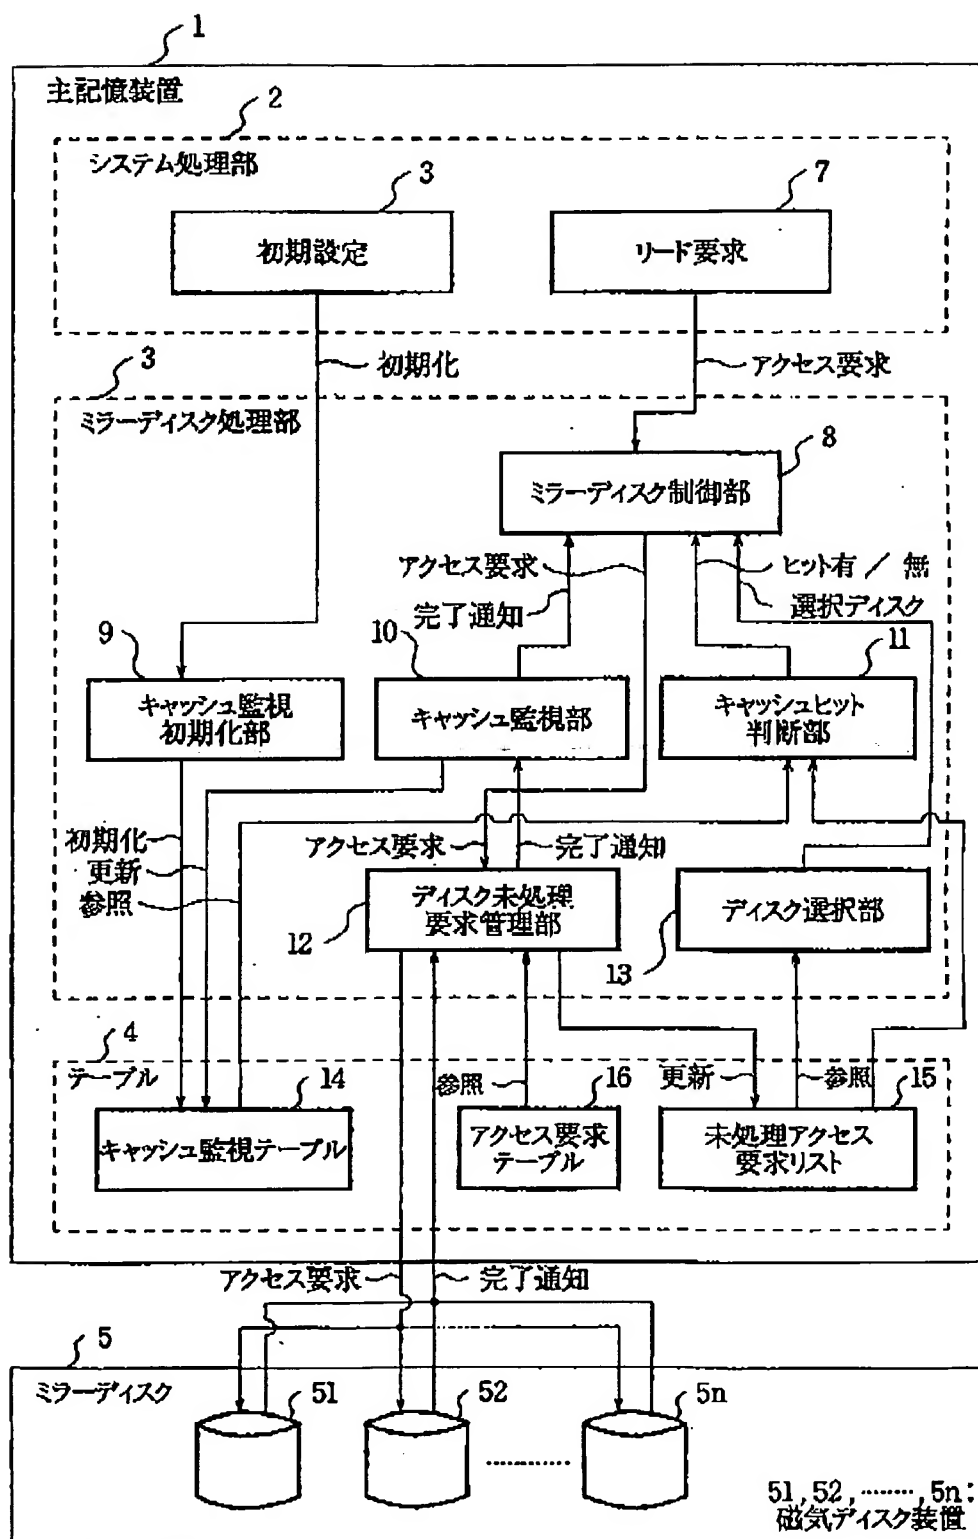 1
主記憶装置
2
システム処理部
3
初期設定
7
リード要求
初期化
アクセス要求
3
ミラーディスク処理部
8
ミラーディスク制御部
アクセス要求
ヒット有 / 無
完了通知
選択ディスク
9
キャッシュ監視
初期化部
10
キャッシュ監視部
11
キャッシュヒット
判断部
初期化
更新
参照
アクセス要求
完了通知
12
ディスク未処理
要求管理部
13
ディスク選択部
4
テーブル
14
キャッシュ監視テーブル
参照
16
アクセス要求
テーブル
更新
参照
15
未処理アクセス
要求リスト
アクセス要求
完了通知
5
ミラーディスク
51
52
5n
51,52,………,5n:
磁気ディスク装置